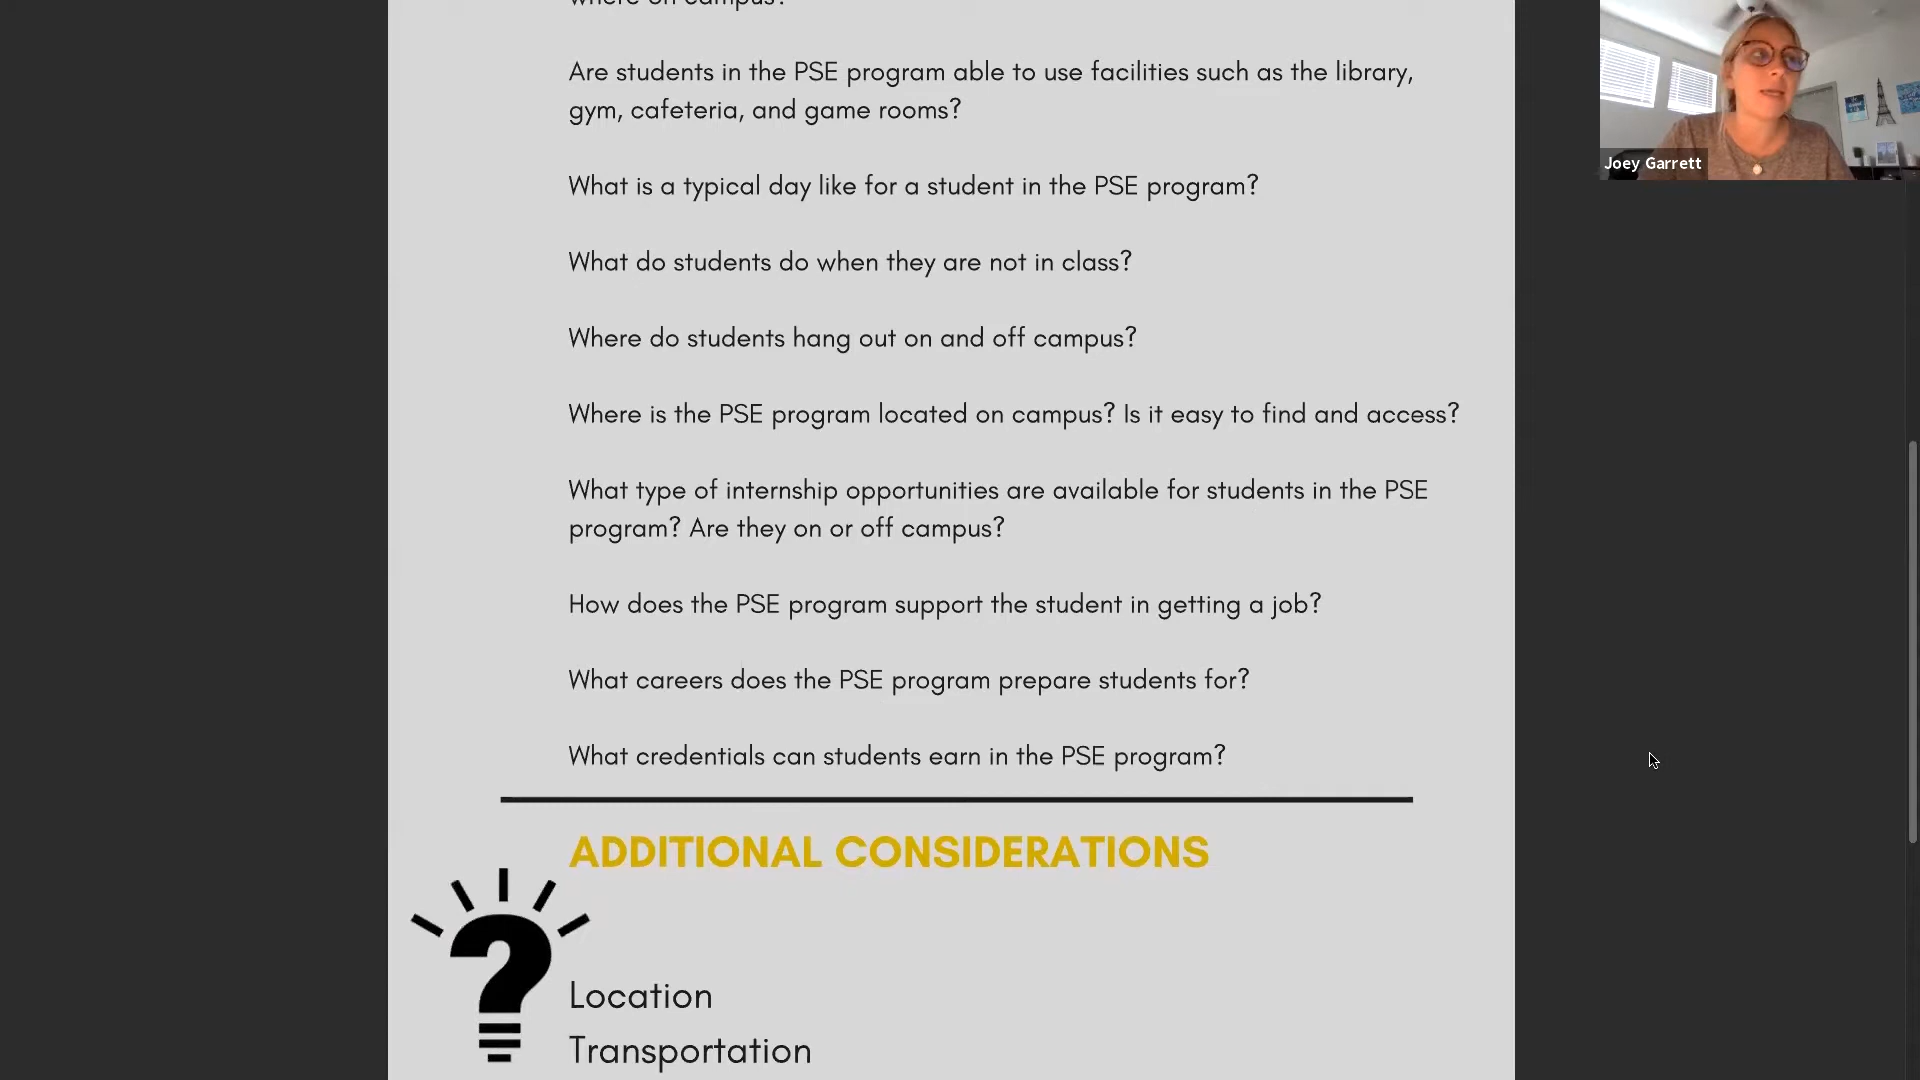 where on campus?
Are students in the PSE program able to use facilities such as the library,
gym, cafeteria, and game rooms?
What is a typical day like for a student in the PSE program?
What do students do when they are not in class?
Where do students hang out on and off campus?
Where is the PSE program located on campus? Is it easy to find and access?
What type of internship opportunities are available for students in the PSE
program? Are they on or off campus?
How does the PSE program support the student in getting a job?
What careers does the PSE program prepare students for?
What credentials can students earn in the PSE program?
ADDITIONAL CONSIDERATIONS
Location
Transportation
Joey Garrett